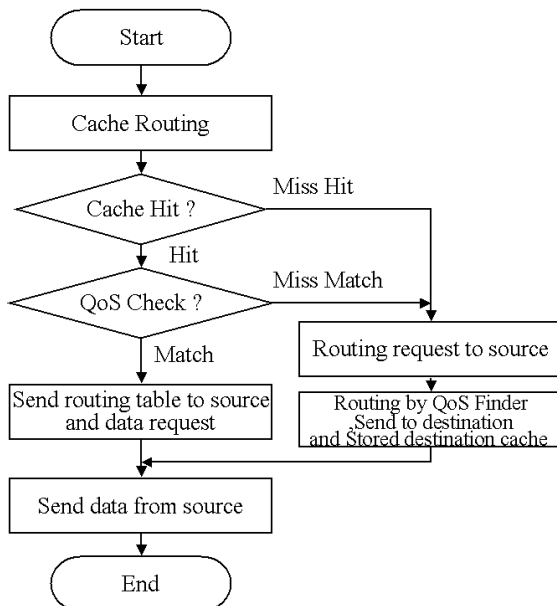 Start
Cache Routing
Miss Hit
Cache Hit ?
Hit
Miss Match
QoS Check ?
Match
Routing request to source
Send routing table to source
and data request
Routing by QoS Finder
Send to destination
and Stored destination cache
Send data from source
End